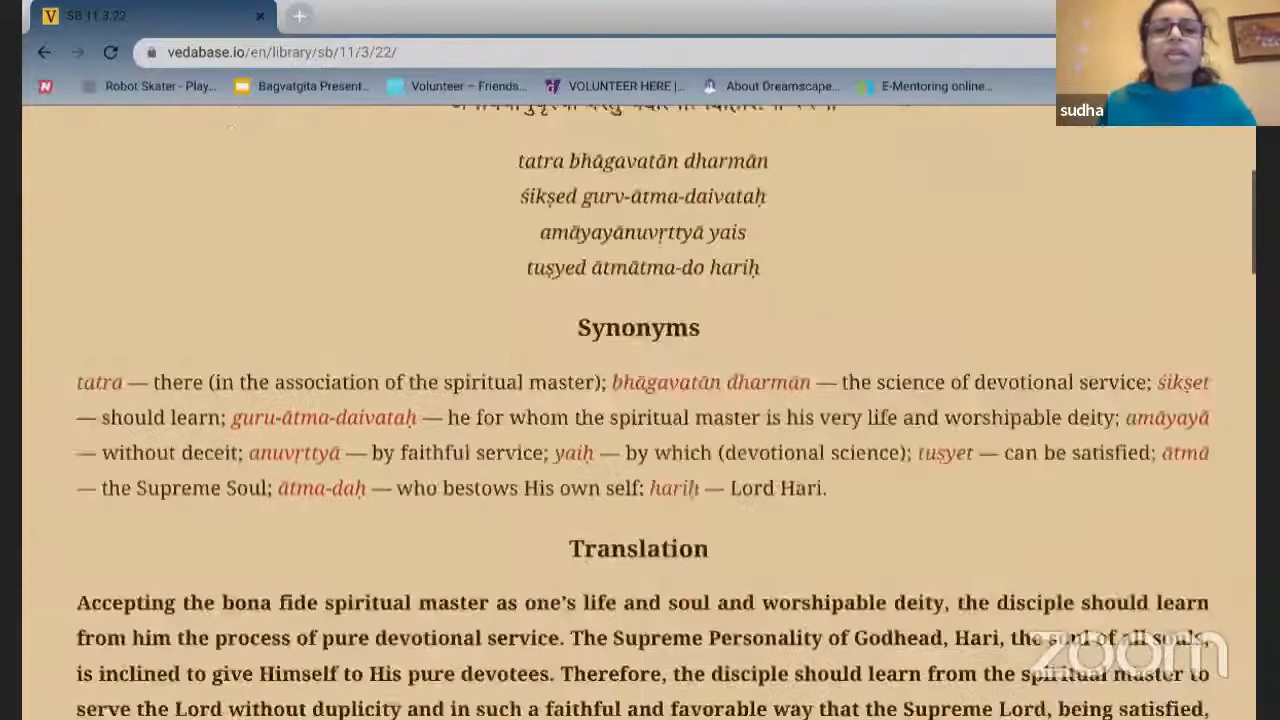 SB 11.3.22
vedabase.io/en/library/sb/11/3/22/
Robot Skater - Play... Bagvatgita Present... Volunteer – Friends... VOLUNTEER HERE |... About Dreamscape... E-Mentoring online...
sudha
tatra bhāgavatān dharmān
śikṣed gurv-ātma-daivataḥ
amāyayānuvṛttyā yais
tuṣyed ātmātma-do hariḥ
Synonyms
tatra — there (in the association of the spiritual master); bhāgavatān dharmān — the science of devotional service; śikṣet
— should learn; guru-ātma-daivataḥ — he for whom the spiritual master is his very life and worshipable deity; amāyayā
— without deceit; anuvṛttyā — by faithful service; yaiḥ — by which (devotional science); tuṣyet — can be satisfied; ātmā
— the Supreme Soul; ātma-daḥ — who bestows His own self; hariḥ — Lord Hari.
Translation
Accepting the bona fide spiritual master as one’s life and soul and worshipable deity, the disciple should learn
from him the process of pure devotional service. The Supreme Personality of Godhead, Hari, the soul of all souls,
is inclined to give Himself to His pure devotees. Therefore, the disciple should learn from the spiritual master to
serve the Lord without duplicity and in such a faithful and favorable way that the Supreme Lord, being satisfied,
zoom